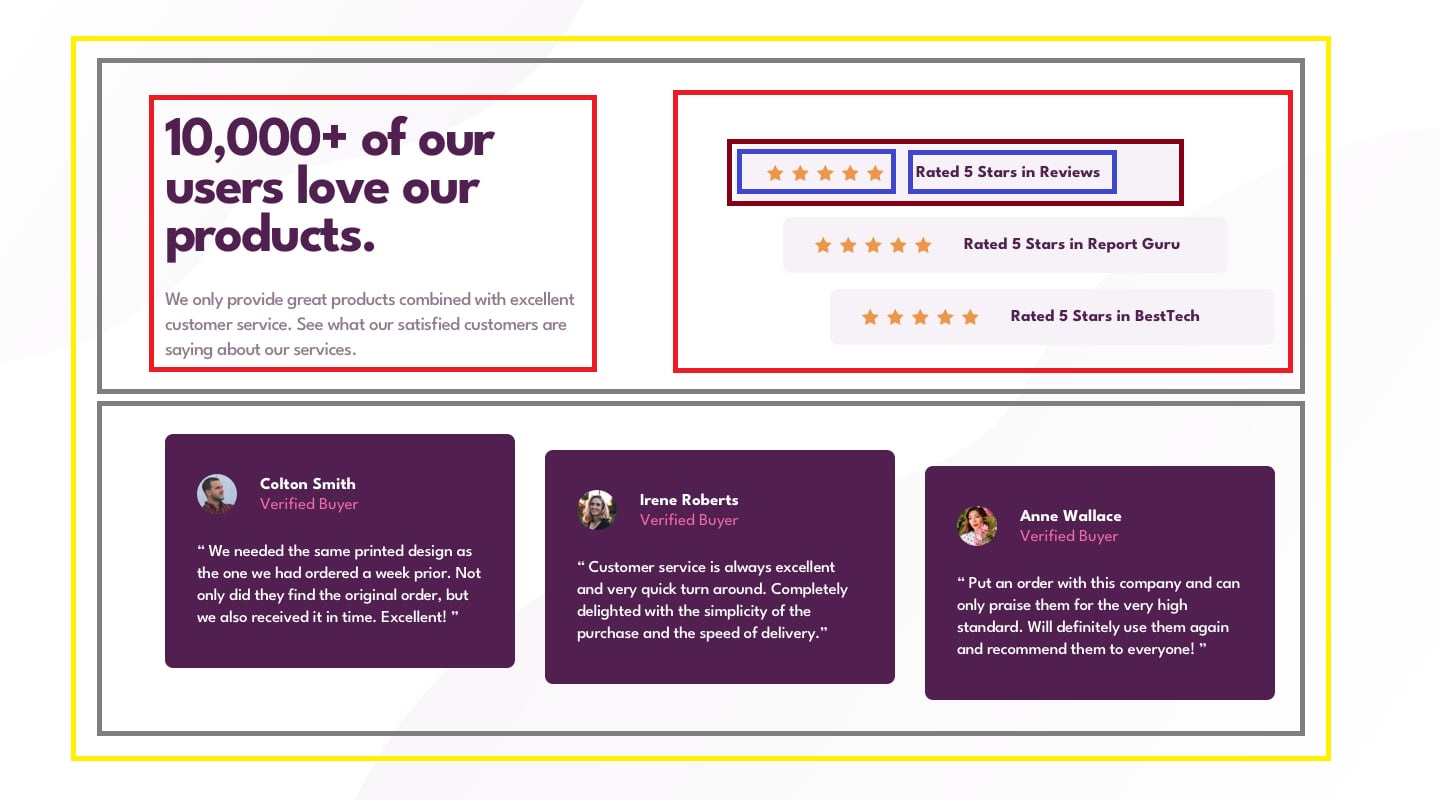 10,000+ of our
users love our
products.
We only provide great products combined with excellent
customer service. See what our satisfied customers are
saying about our services.
Rated 5 Stars in Reviews
Rated 5 Stars in Report Guru
Rated 5 Stars in BestTech
Colton Smith
Verified Buyer
“ We needed the same printed design as
the one we had ordered a week prior. Not
only did they find the original order, but
we also received it in time. Excellent! ”
Irene Roberts
Verified Buyer
“ Customer service is always excellent
and very quick turn around. Completely
delighted with the simplicity of the
purchase and the speed of delivery.”
Anne Wallace
Verified Buyer
“ Put an order with this company and can
only praise them for the very high
standard. Will definitely use them again
and recommend them to everyone! ”